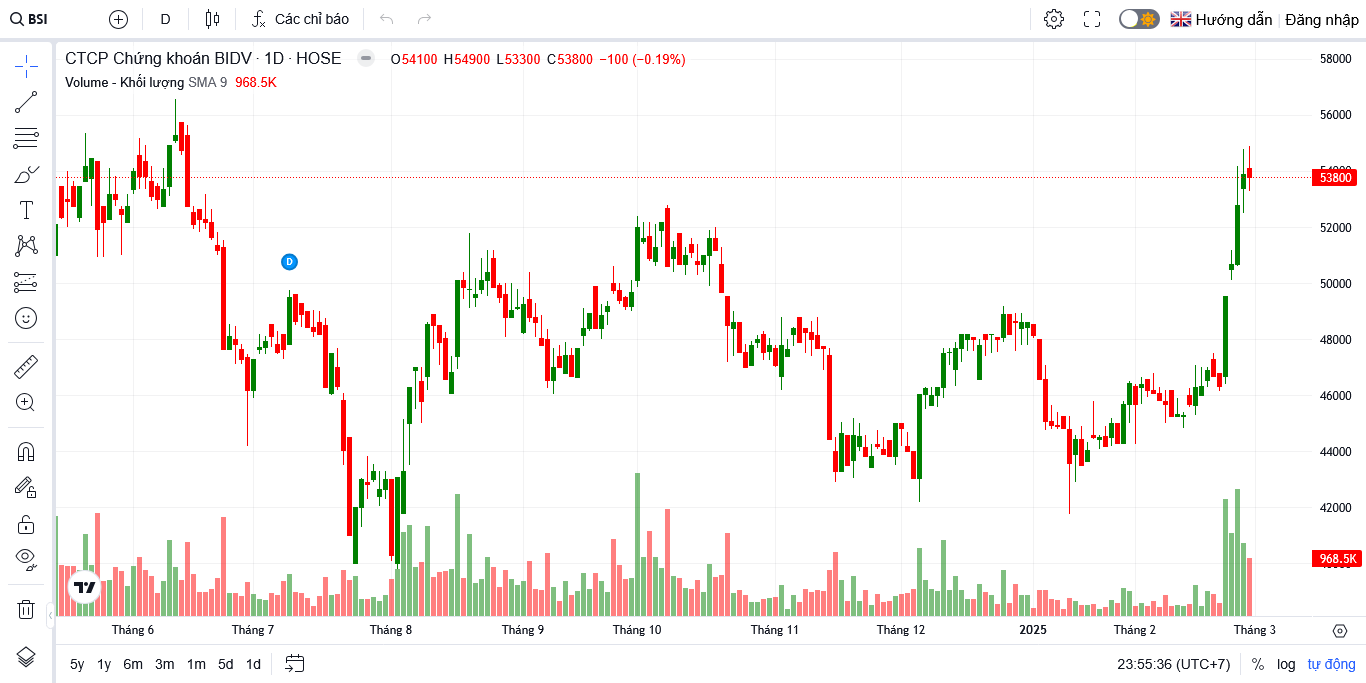 BSI D Các chỉ báo Hướng dẫn Đăng nhập
CTCP Chứng khoán BIDV · 1D · HOSE O54100 H54900 L53300 C53800 −100 (−0.19%)
Volume - Khối lượng SMA 9 968.5K
58000
56000
53800
52000
50000
48000
46000
44000
42000
968.5K
D
Tháng 6 Tháng 7 Tháng 8 Tháng 9 Tháng 10 Tháng 11 Tháng 12 2025 Tháng 2 Tháng 3
5y 1y 6m 3m 1m 5d 1d 23:55:36 (UTC+7) % log tự động